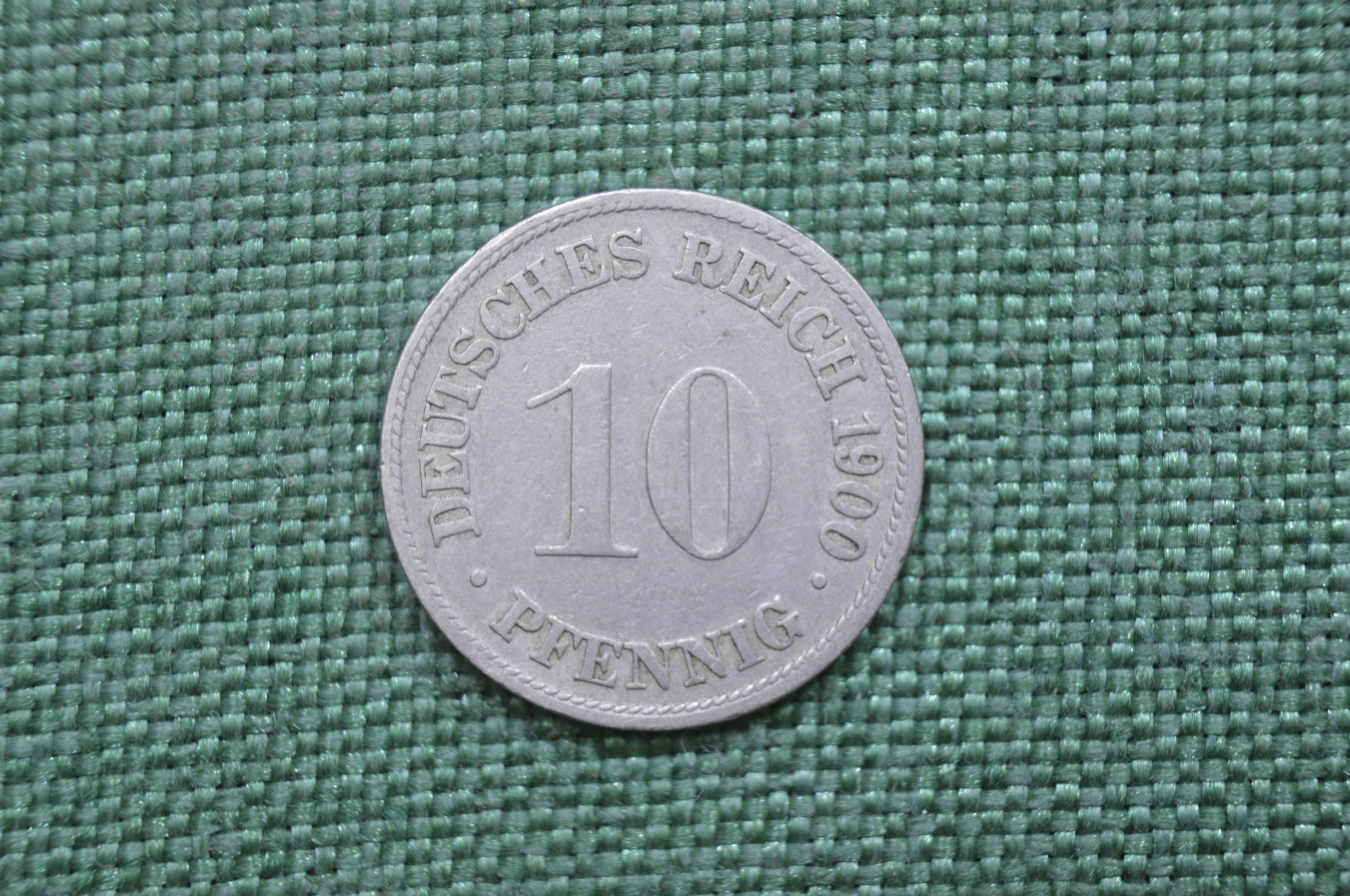 DEUTSCHES REICH 1900
10
• PFENNIG •